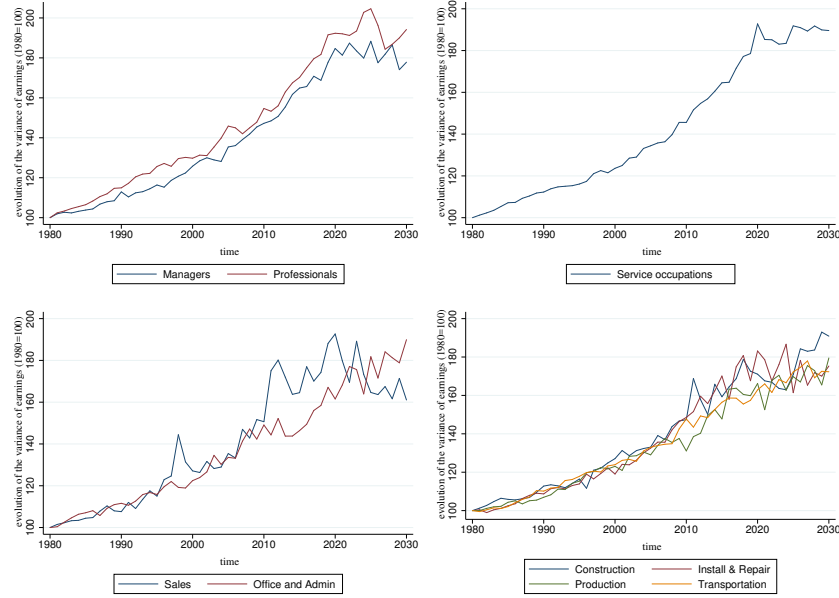 evolution of the variance of earnings (1980=100)
200
180
160
140
120
100
1980 1990 2000 2010 2020 2030
time
Managers Professionals
evolution of the variance of earnings (1980=100)
200
180
160
140
120
100
1980 1990 2000 2010 2020 2030
time
Service occupations
evolution of the variance of earnings (1980=100)
200
180
160
140
120
100
1980 1990 2000 2010 2020 2030
time
Sales Office and Admin
evolution of the variance of earnings (1980=100)
200
180
160
140
120
100
1980 1990 2000 2010 2020 2030
time
Construction Install & Repair
Production Transportation